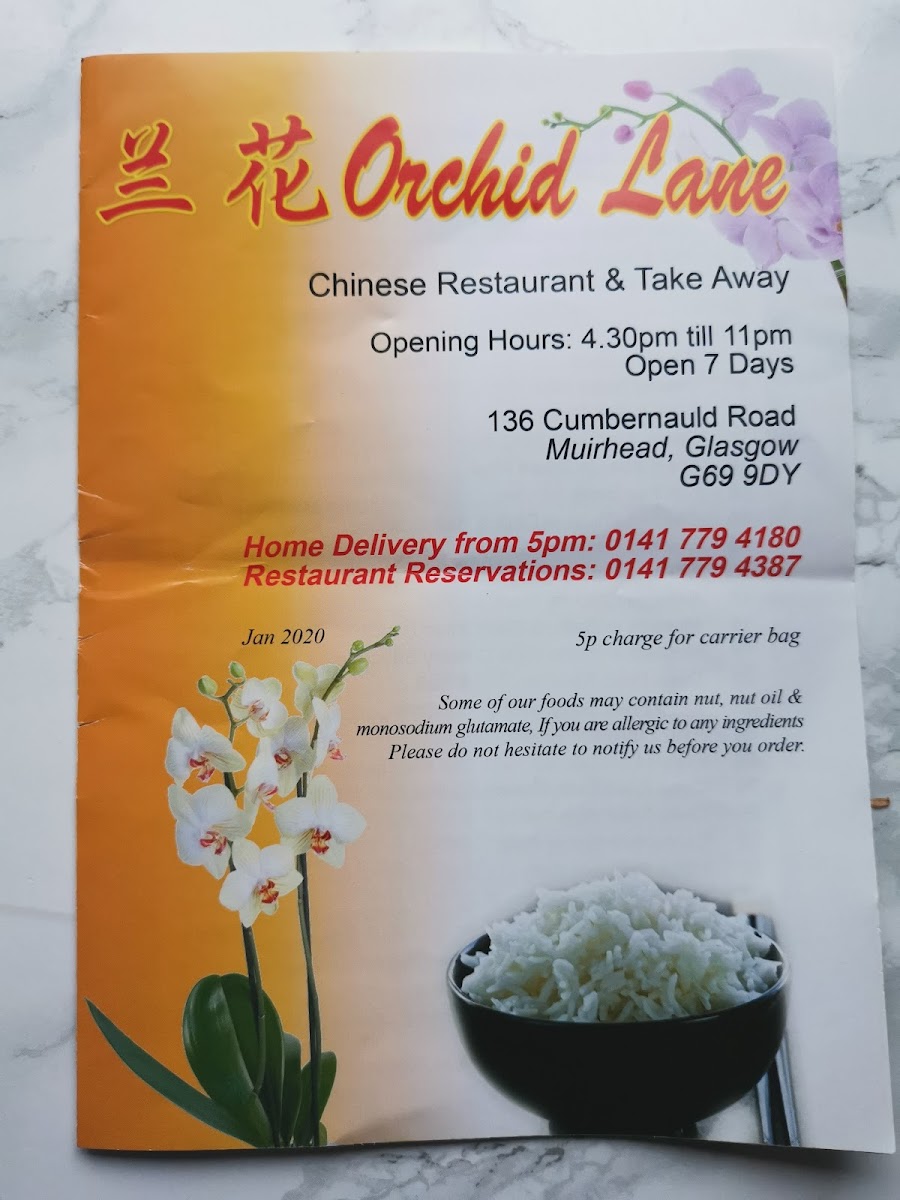 兰花 Orchid Lane
Chinese Restaurant & Take Away
Opening Hours: 4.30pm till 11pm
Open 7 Days
136 Cumbernauld Road
Muirhead, Glasgow
G69 9DY
Home Delivery from 5pm: 0141 779 4180
Restaurant Reservations: 0141 779 4387
Jan 2020 5p charge for carrier bag
Some of our foods may contain nut, nut oil &
monosodium glutamate, If you are allergic to any ingredients
Please do not hesitate to notify us before you order.